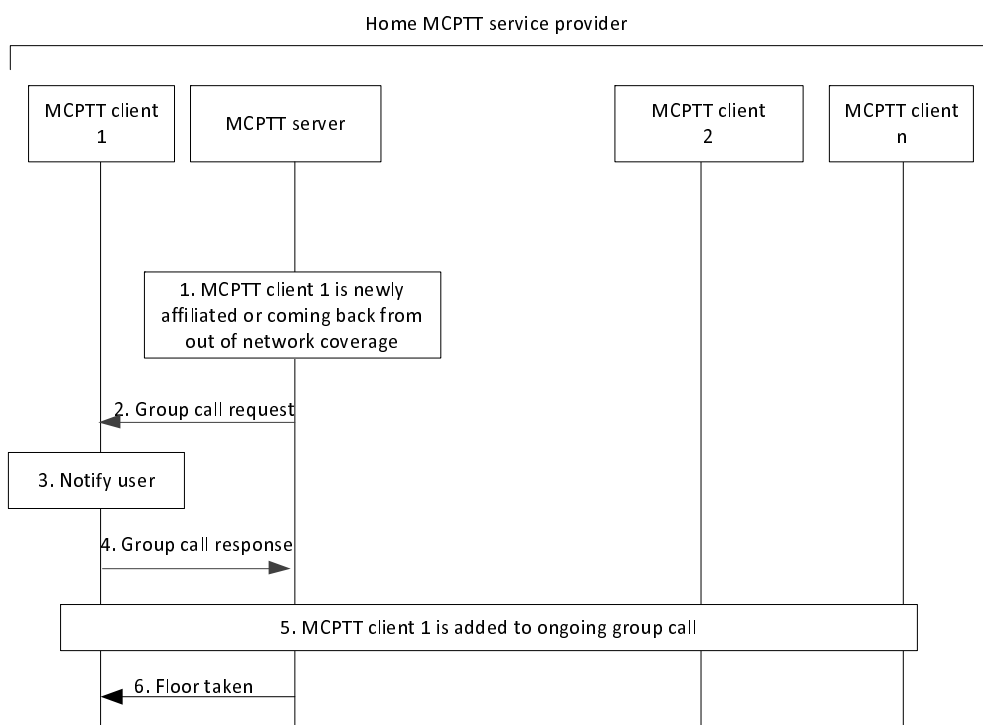 Home MCPTT service provider
MCPTT client
1
MCPTT server
MCPTT client
2
MCPTT client
n
1. MCPTT client 1 is newly
affiliated or coming back from
out of network coverage
2. Group call request
3. Notify user
4. Group call response
5. MCPTT client 1 is added to ongoing group call
6. Floor taken